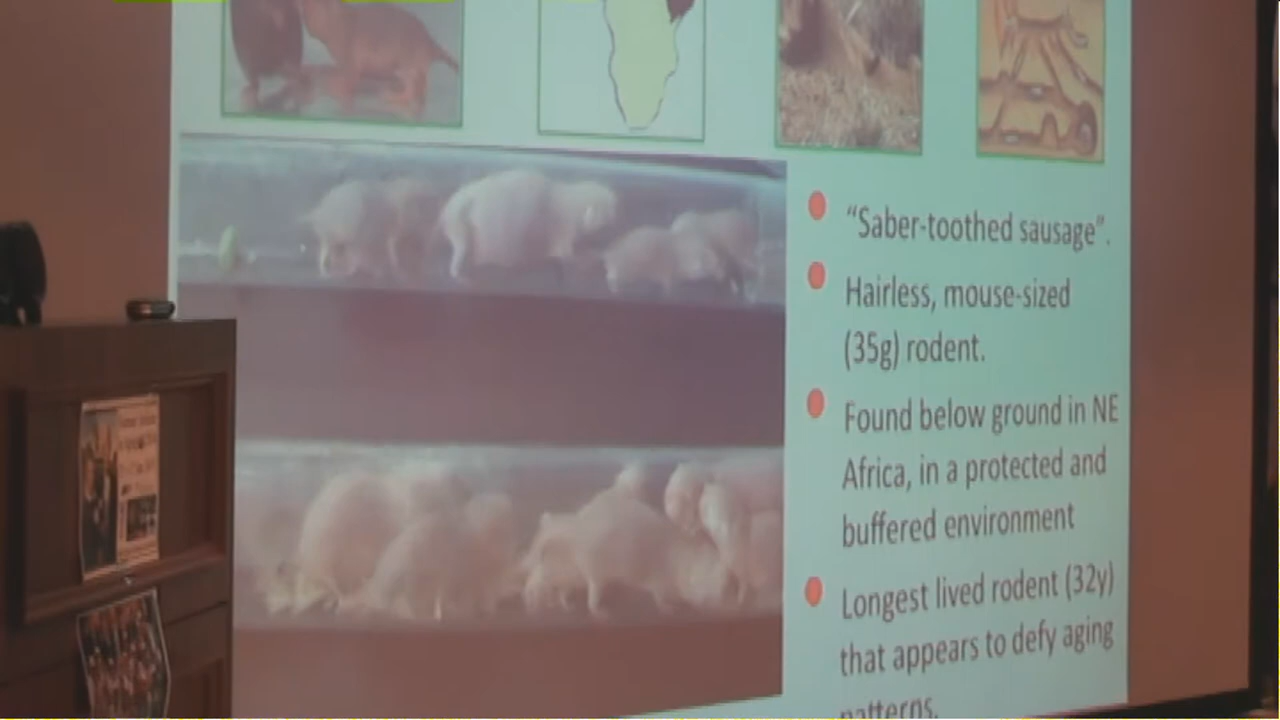 “Saber-toothed sausage”.
Hairless, mouse-sized
(35g) rodent.
Found below ground in NE
Africa, in a protected and
buffered environment
Longest lived rodent (32y)
that appears to defy aging
patterns.